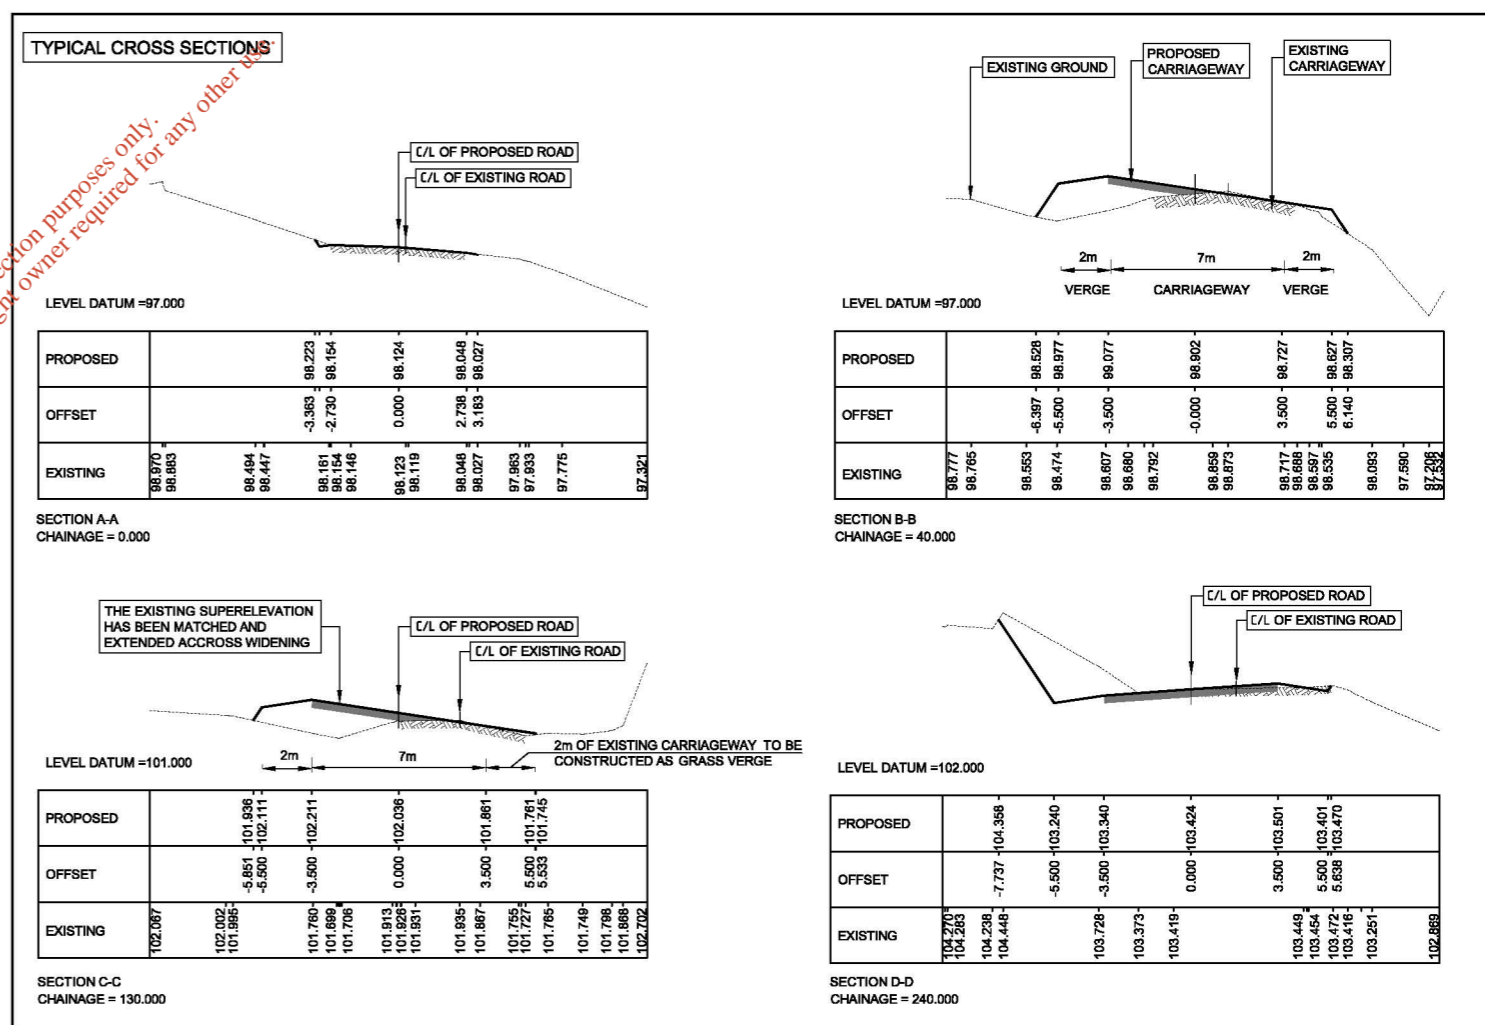 TYPICAL CROSS SECTIONS
ection purposes only.
ght owner required for any other use.
C/L OF PROPOSED ROAD
C/L OF EXISTING ROAD
LEVEL DATUM =97.000
PROPOSED 98.223 98.154 98.124 98.048 98.027
OFFSET -3.363 -2.730 0.000 2.738 3.183
EXISTING 98.970 98.883 98.494 98.447 98.161 98.154 98.146 98.123 98.119 98.048 98.027 97.963 97.933 97.775 97.321
SECTION A-A
CHAINAGE = 0.000
EXISTING GROUND
PROPOSED
CARRIAGEWAY
EXISTING
CARRIAGEWAY
2m 7m 2m
VERGE CARRIAGEWAY VERGE
LEVEL DATUM =97.000
PROPOSED 98.528 98.977 99.077 98.902 98.727 98.627 98.307
OFFSET -6.397 -5.500 -3.500 -0.000 3.500 5.500 6.140
EXISTING 98.777 98.765 98.553 98.474 98.607 98.680 98.792 98.859 98.873 98.717 98.688 98.597 98.535 98.093 97.590 97.206 97.532
SECTION B-B
CHAINAGE = 40.000
THE EXISTING SUPERELEVATION
HAS BEEN MATCHED AND
EXTENDED ACCROSS WIDENING
C/L OF PROPOSED ROAD
C/L OF EXISTING ROAD
2m 7m
2m OF EXISTING CARRIAGEWAY TO BE
CONSTRUCTED AS GRASS VERGE
LEVEL DATUM =101.000
PROPOSED 101.936 102.111 102.211 102.036 101.861 101.761 101.745
OFFSET -5.851 -5.500 -3.500 0.000 3.500 5.500 5.533
EXISTING 102.067 102.002 101.995 101.760 101.699 101.706 101.913 101.926 101.931 101.935 101.867 101.755 101.727 101.765 101.749 101.798 101.868 102.702
SECTION C-C
CHAINAGE = 130.000
C/L OF PROPOSED ROAD
C/L OF EXISTING ROAD
LEVEL DATUM =102.000
PROPOSED 104.358 103.240 103.340 103.424 103.501 103.401 103.470
OFFSET -7.737 -5.500 -3.500 0.000 3.500 5.500 5.638
EXISTING 104.270 104.283 104.238 104.448 103.728 103.373 103.419 103.449 103.454 103.472 103.416 103.251 102.869
SECTION D-D
CHAINAGE = 240.000